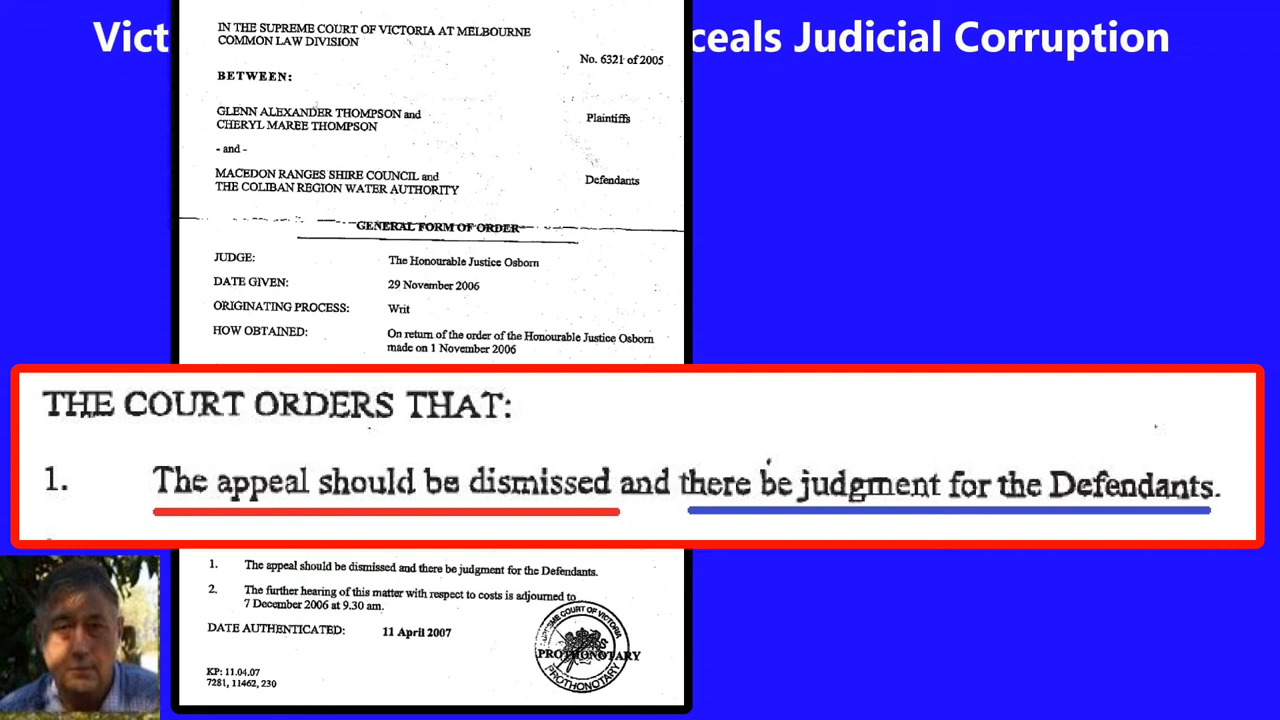 Vict ceals Judicial Corruption
IN THE SUPREME COURT OF VICTORIA AT MELBOURNE
COMMON LAW DIVISION
No. 6321 of 2005
BETWEEN:
GLENN ALEXANDER THOMPSON and
CHERYL MAREE THOMPSON
Plaintiffs
- and -
MACEDON RANGES SHIRE COUNCIL and
THE COLIBAN REGION WATER AUTHORITY
Defendants
GENERAL FORM OF ORDER
JUDGE: The Honourable Justice Osborn
DATE GIVEN: 29 November 2006
ORIGINATING PROCESS: Writ
HOW OBTAINED: On return of the order of the Honourable Justice Osborn
made on 1 November 2006
THE COURT ORDERS THAT:
1. The appeal should be dismissed and there be judgment for the Defendants.
1. The appeal should be dismissed and there be judgment for the Defendants.
2. The further hearing of this matter with respect to costs is adjourned to
7 December 2006 at 9.30 am.
DATE AUTHENTICATED: 11 April 2007
SUPREME COURT OF VICTORIA
PROTHONOTARY
PROTHONOTARY
KP: 11.04.07
7281, 11462, 230